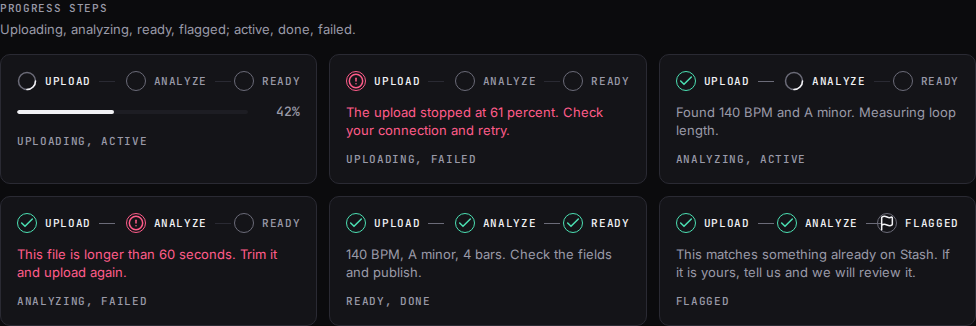 PROGRESS STEPS
Uploading, analyzing, ready, flagged; active, done, failed.
UPLOAD ANALYZE READY
42%
UPLOADING, ACTIVE
UPLOAD ANALYZE READY
The upload stopped at 61 percent. Check
your connection and retry.
UPLOADING, FAILED
UPLOAD ANALYZE READY
Found 140 BPM and A minor. Measuring loop
length.
ANALYZING, ACTIVE
UPLOAD ANALYZE READY
This file is longer than 60 seconds. Trim it
and upload again.
ANALYZING, FAILED
UPLOAD ANALYZE READY
140 BPM, A minor, 4 bars. Check the fields
and publish.
READY, DONE
UPLOAD ANALYZE FLAGGED
This matches something already on Stash. If
it is yours, tell us and we will review it.
FLAGGED